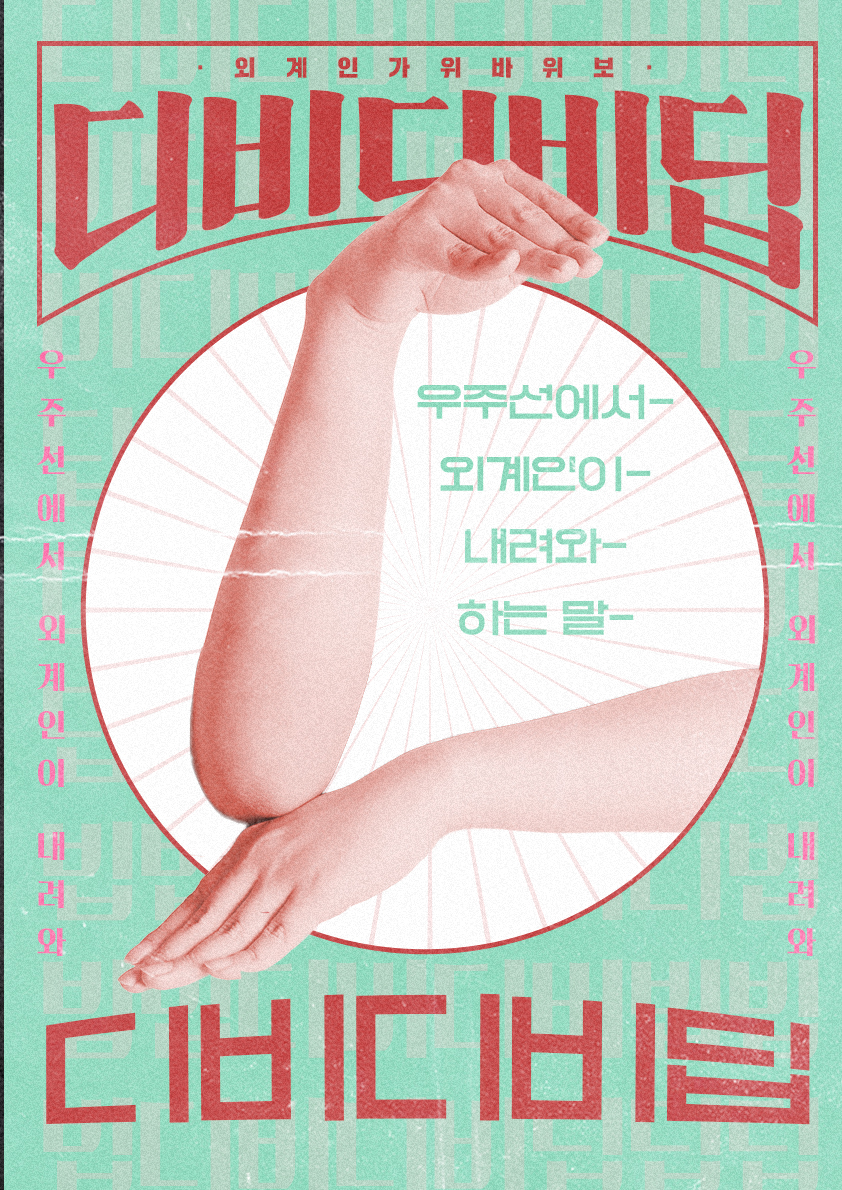 · 외계인가위바위보 ·
디비디비딥
우주선에서-
외계인이-
내려와-
하는 말-
우주선에서 외계인이 내려와
우주선에서 외계인이 내려와
디비디비딥